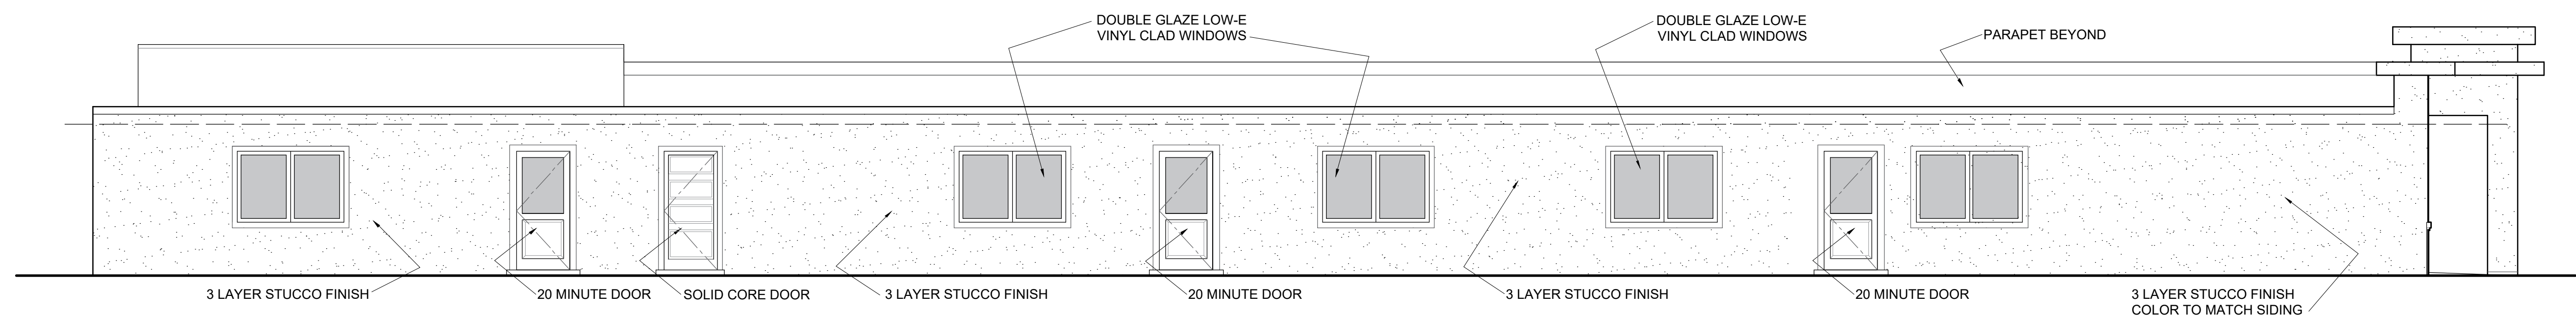 DOUBLE GLAZE LOW-E
VINYL CLAD WINDOWS
DOUBLE GLAZE LOW-E
VINYL CLAD WINDOWS
PARAPET BEYOND
3 LAYER STUCCO FINISH
20 MINUTE DOOR
SOLID CORE DOOR
3 LAYER STUCCO FINISH
20 MINUTE DOOR
3 LAYER STUCCO FINISH
20 MINUTE DOOR
3 LAYER STUCCO FINISH
COLOR TO MATCH SIDING